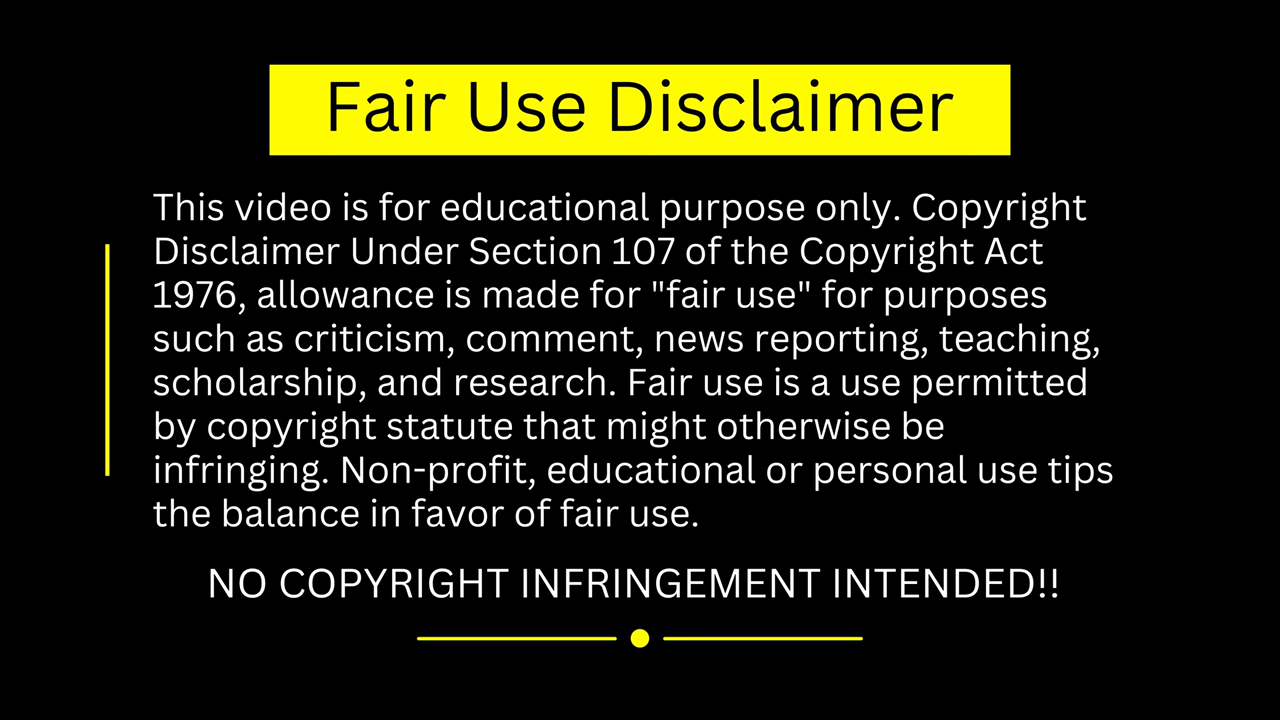 Fair Use Disclaimer
This video is for educational purpose only. Copyright
Disclaimer Under Section 107 of the Copyright Act
1976, allowance is made for "fair use" for purposes
such as criticism, comment, news reporting, teaching,
scholarship, and research. Fair use is a use permitted
by copyright statute that might otherwise be
infringing. Non-profit, educational or personal use tips
the balance in favor of fair use.
NO COPYRIGHT INFRINGEMENT INTENDED!!